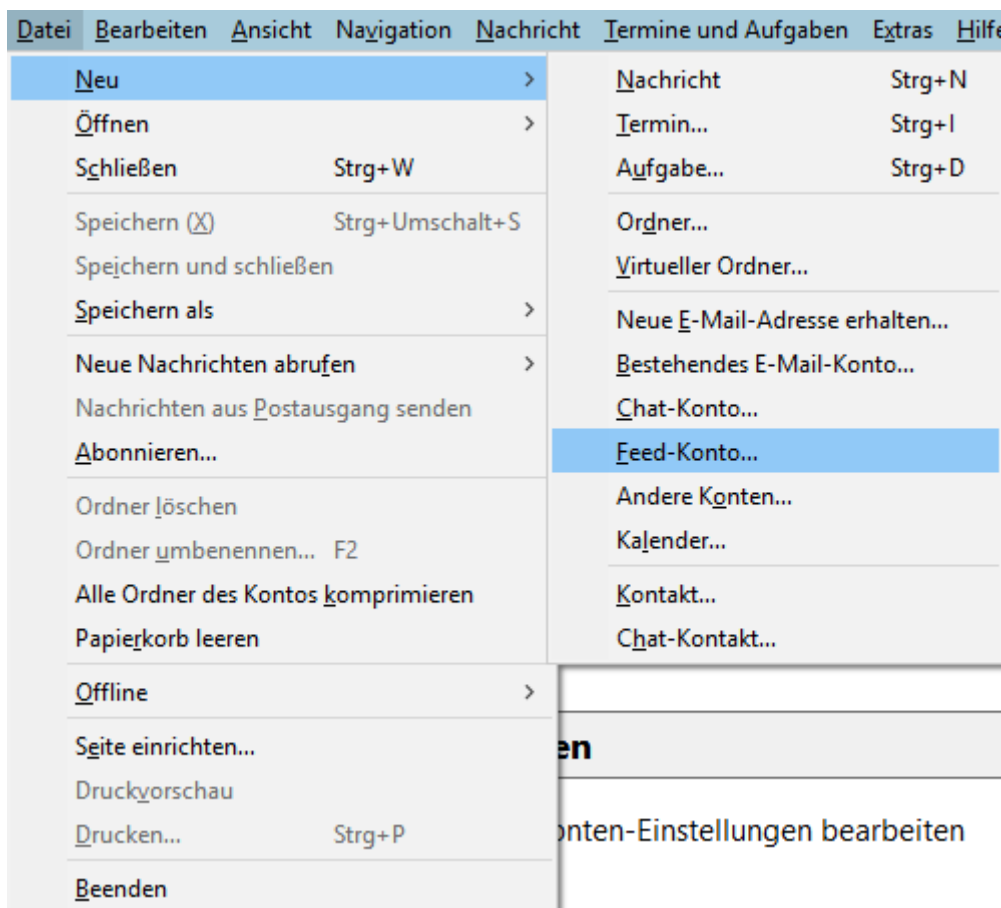 Datei Bearbeiten Ansicht Navigation Nachricht Termine und Aufgaben Extras Hilfe
Neu
Öffnen
Schließen Strg+W
Speichern (X) Strg+Umschalt+S
Speichern und schließen
Speichern als
Neue Nachrichten abrufen
Nachrichten aus Postausgang senden
Abonnieren...
Ordner löschen
Ordner umbenennen... F2
Alle Ordner des Kontos komprimieren
Papierkorb leeren
Offline
Seite einrichten...
Druckvorschau
Drucken... Strg+P
Beenden
Nachricht Strg+N
Termin... Strg+I
Aufgabe... Strg+D
Ordner...
Virtueller Ordner...
Neue E-Mail-Adresse erhalten...
Bestehendes E-Mail-Konto...
Chat-Konto...
Feed-Konto...
Andere Konten...
Kalender...
Kontakt...
Chat-Kontakt...
en
onten-Einstellungen bearbeiten